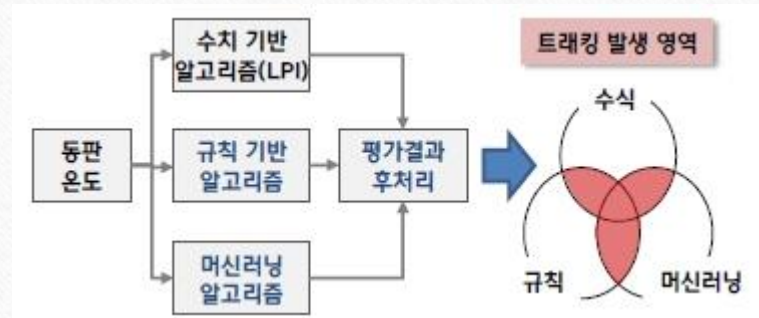 수치 기반
알고리즘(LPI)
트래킹 발생 영역
수식
동판
온도
규칙 기반
알고리즘
평가결과
후처리
머신러닝
알고리즘
규칙
머신러닝